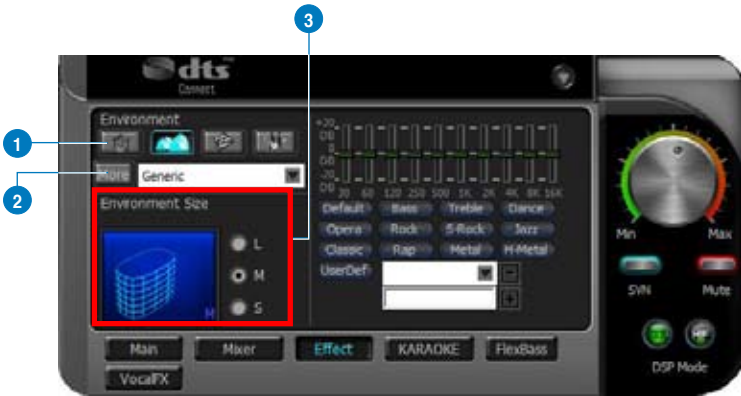 3
dts
Connect
Environment
1
More Generic
2
Environment Size
L
M
S
M
+20
DB
0
DB
-20
DB 30 60 120 250 500 1K 2K 4K 8K 16K
Default Bass Treble Dance
Opera Rock S-Rock Jazz
Classic Rap Metal H-Metal
UserDef
Min Max
SYN Mute
DSP Mode
Main Mixer Effect KARAOKE FlexBass
VocalFX